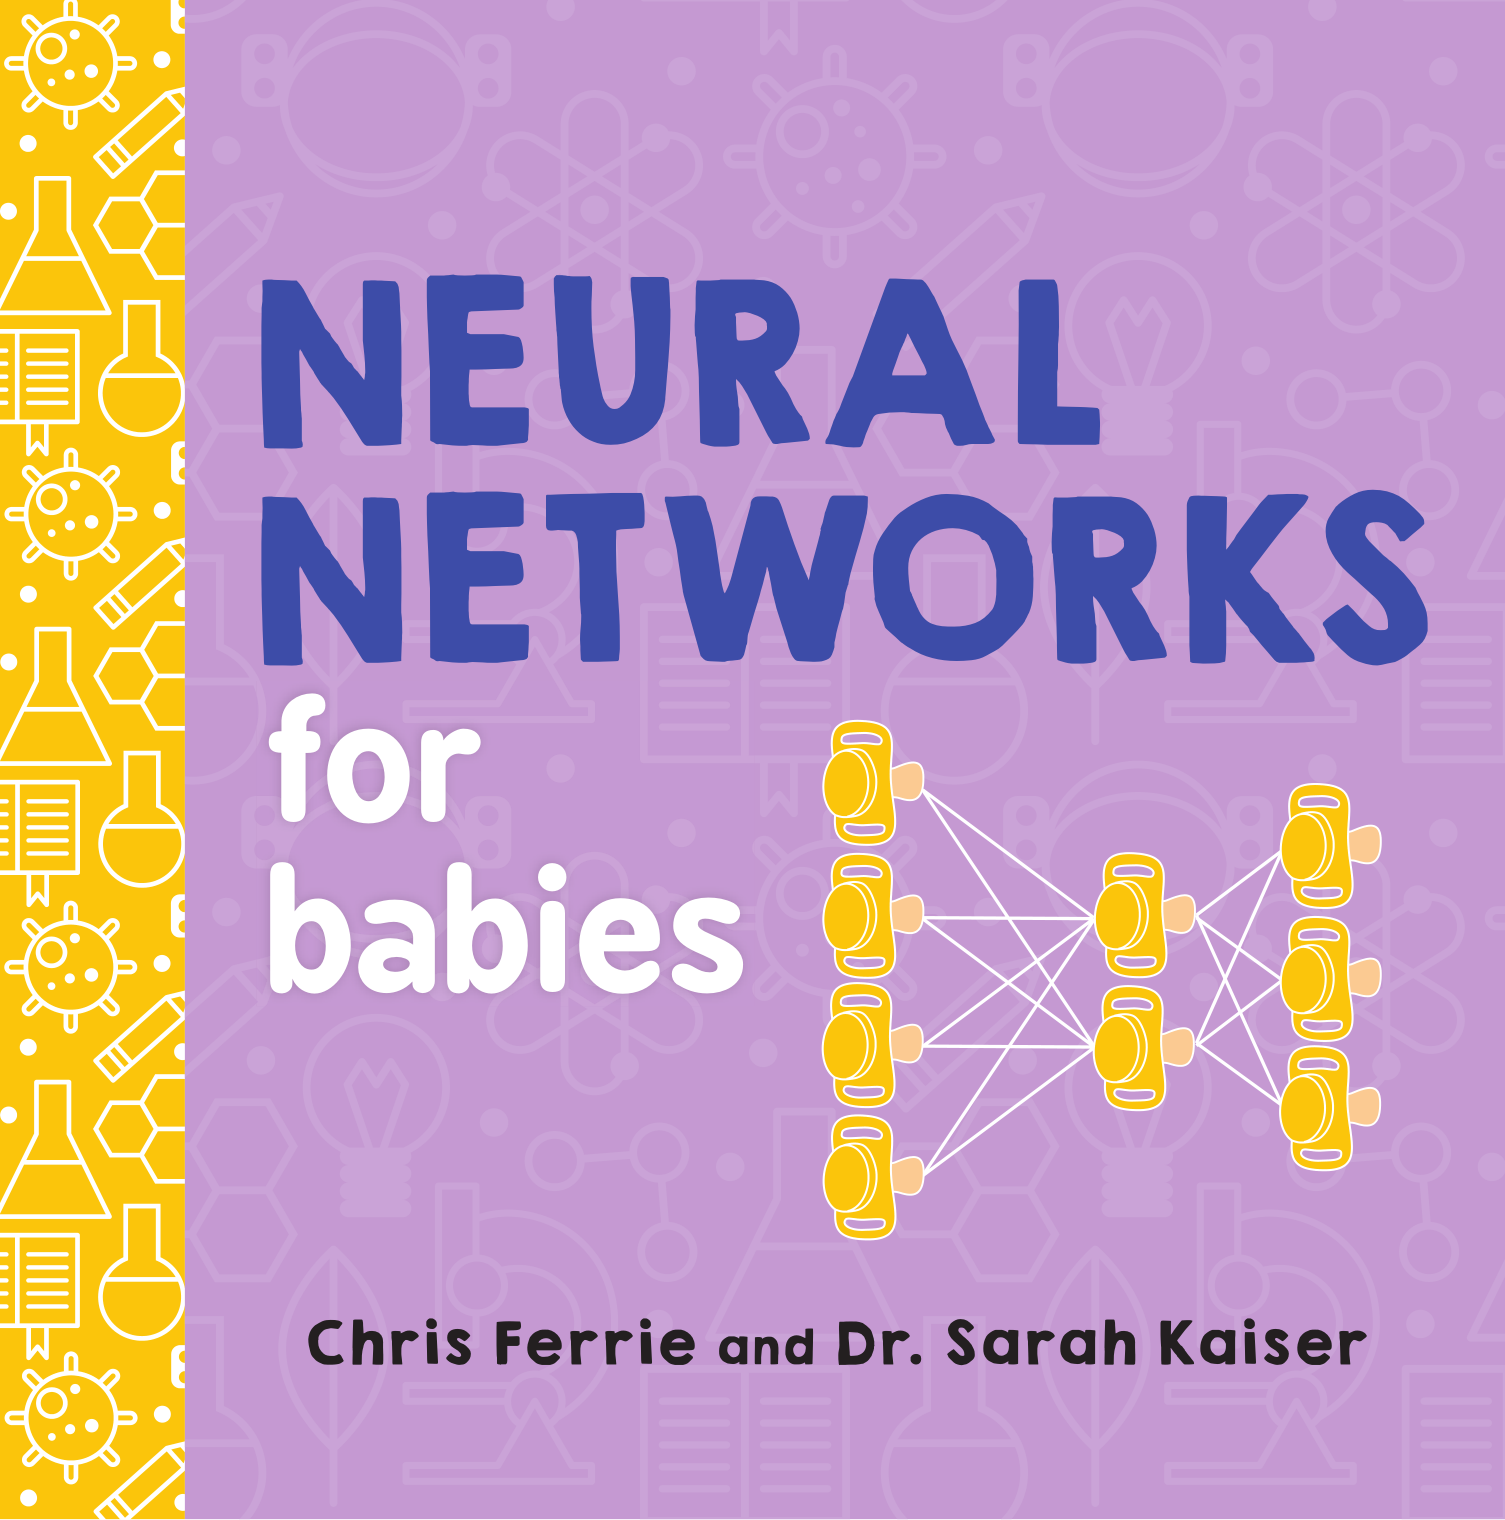 NEURAL
NETWORKS
for
babies
Chris Ferrie and Dr. Sarah Kaiser